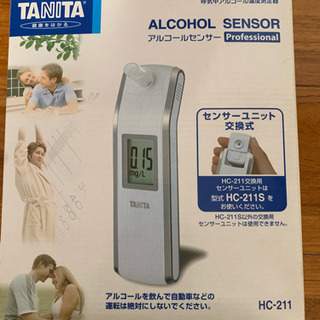 TANITA
健康をはかる
呼気中アルコール濃度測定器
ALCOHOL SENSOR
アルコールセンサー Professional
センサーユニット
交換式
0.15
mg/L
TANITA
HC-211交換用
センサーユニットは
型式 HC-211S を
お使いください。
HC-211S以外の交換用
センサーユニットは使用できません。
アルコールを飲んで自動車などの
運転は絶対にしないでください。
HC-211